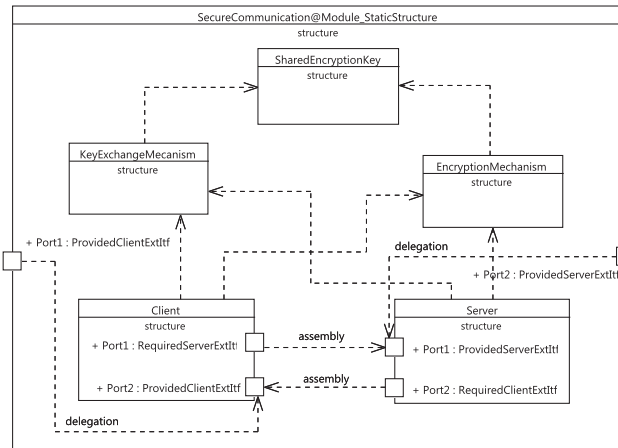 SecureCommunication@Module_StaticStructure
structure
SharedEncryptionKey
structure
KeyExchangeMecanism
structure
EncryptionMechanism
structure
+ Port1 : ProvidedClientExtItf
delegation
+ Port2 : ProvidedServerExtItf
Client
structure
Server
structure
+ Port1 : RequiredServerExtItf
assembly
+ Port1 : ProvidedServerExtItf
+ Port2 : ProvidedClientExtItf
assembly
+ Port2 : RequiredClientExtItf
delegation